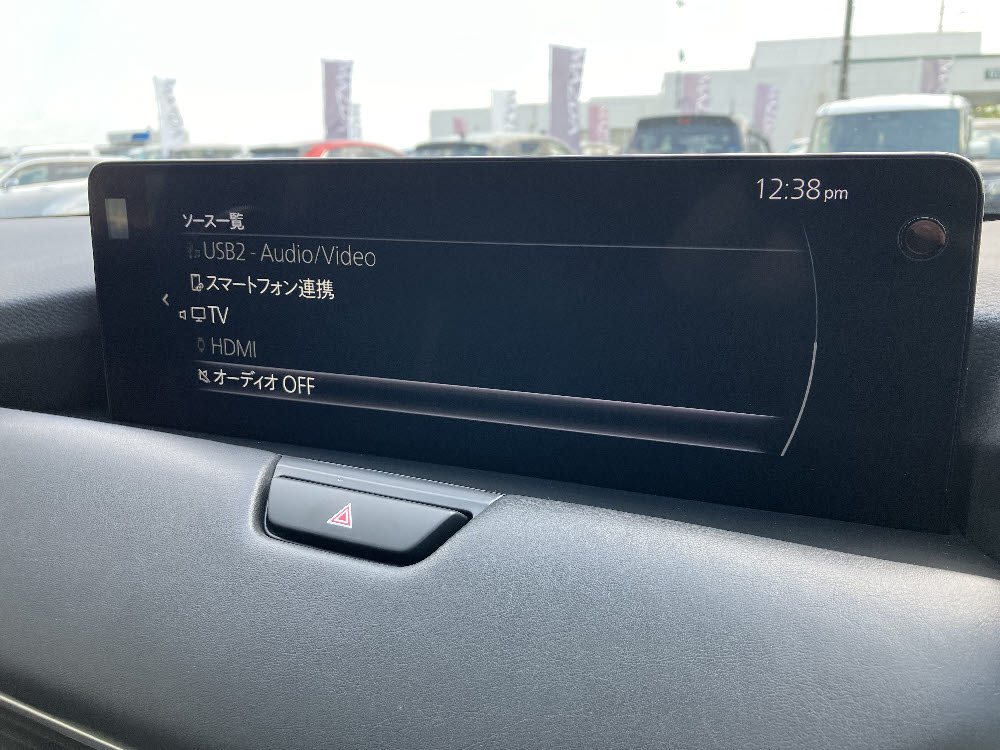 12:38pm
ソース一覧
USB2 - Audio/Video
スマートフォン連携
TV
HDMI
オーディオ OFF